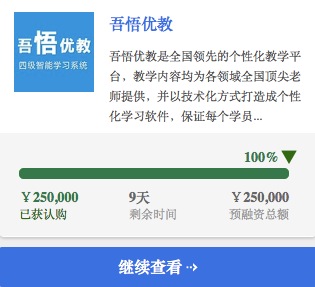 吾悟优教
四级智能学习系统
吾悟优教
吾悟优教是全国领先的个性化教学平
台，教学内容均为各领域全国顶尖老
师提供，并以技术化方式打造成个性
化学习软件，保证每个学员...
100%
￥250,000 9天 ￥250,000
已获认购 剩余时间 预融资总额
继续查看